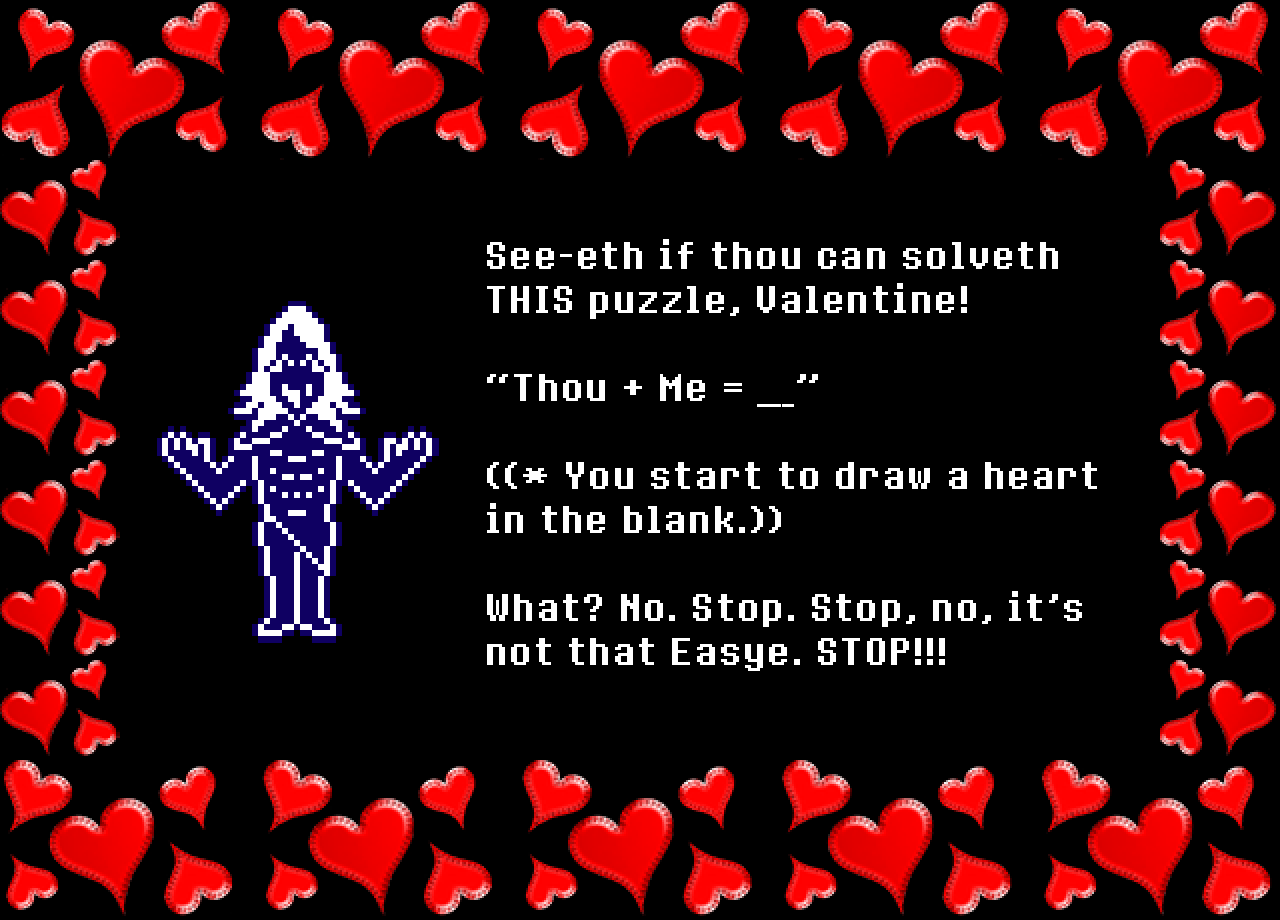 See-eth if thou can solveth
THIS puzzle, Valentine!
“Thou + Me = __”
((* You start to draw a heart
in the blank.))
What? No. Stop. Stop, no, it’s
not that Easye. STOP!!!